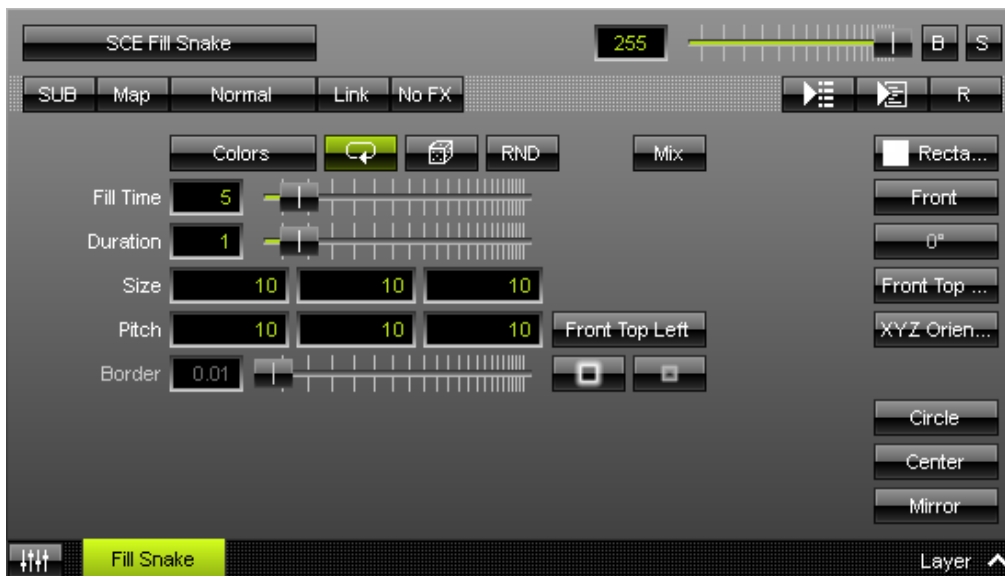 SCE Fill Snake 255 B S
SUB Map Normal Link No FX R
Colors RND Mix Recta...
Fill Time 5 Front
Duration 1 0°
Size 10 10 10 Front Top ...
Pitch 10 10 10 Front Top Left XYZ Orien...
Border 0.01
Circle
Center
Mirror
Fill Snake Layer